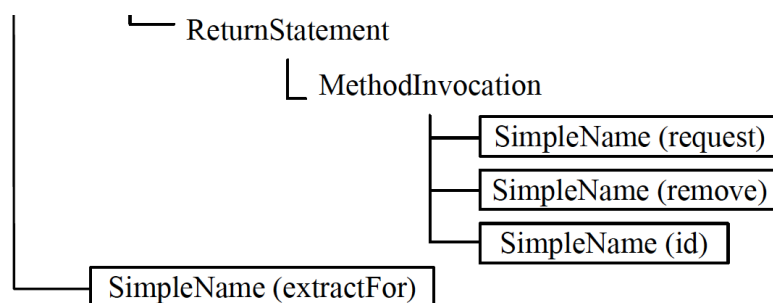 ReturnStatement
MethodInvocation
SimpleName (request)
SimpleName (remove)
SimpleName (id)
SimpleName (extractFor)